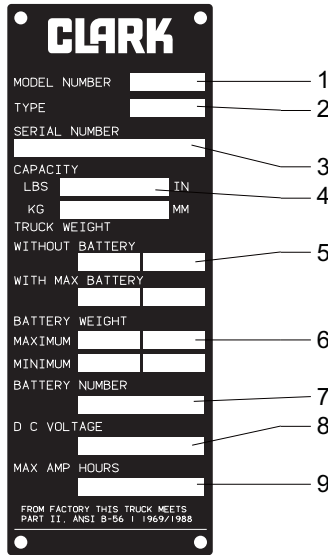 CLARK
MODEL NUMBER 1
TYPE 2
SERIAL NUMBER
3
CAPACITY
LBS IN 4
KG MM
TRUCK WEIGHT
WITHOUT BATTERY
5
WITH MAX BATTERY
BATTERY WEIGHT
MAXIMUM 6
MINIMUM
BATTERY NUMBER
7
D C VOLTAGE
8
MAX AMP HOURS
9
FROM FACTORY THIS TRUCK MEETS
PART II, ANSI B-56 1 1969/1988